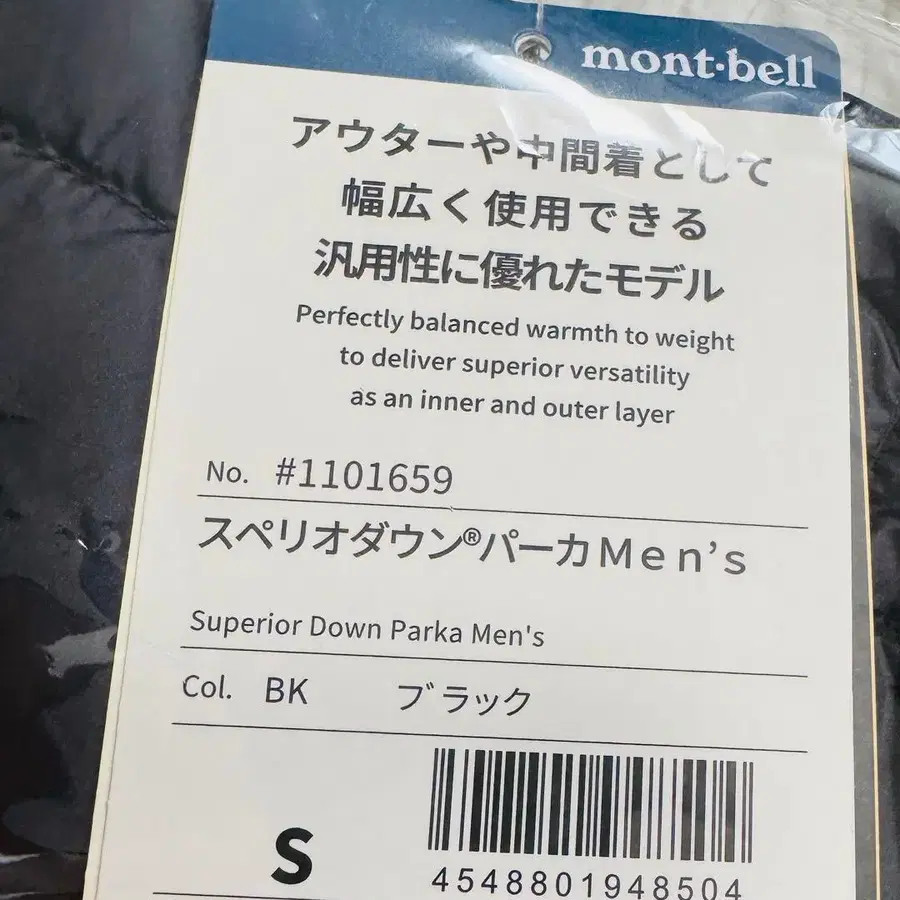 mont·bell
アウターや中間着として
幅広く使用できる
汎用性に優れたモデル
Perfectly balanced warmth to weight
to deliver superior versatility
as an inner and outer layer
No. #1101659
スペリオダウン®パーカMen's
Superior Down Parka Men's
Col. BK ブラック
S
4548801948504